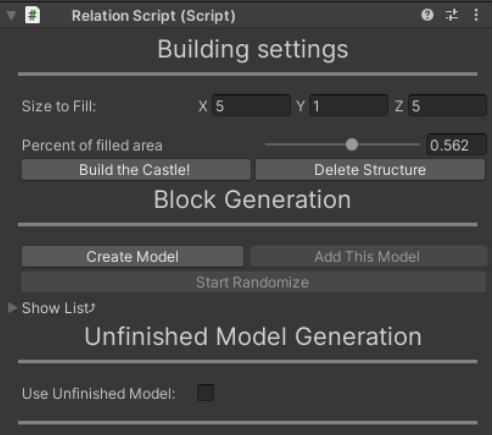 # Relation Script (Script)
Building settings
Size to Fill: X 5 Y 1 Z 5
Percent of filled area 0.562
Build the Castle! Delete Structure
Block Generation
Create Model Add This Model
Start Randomize
Show List⤴
Unfinished Model Generation
Use Unfinished Model: